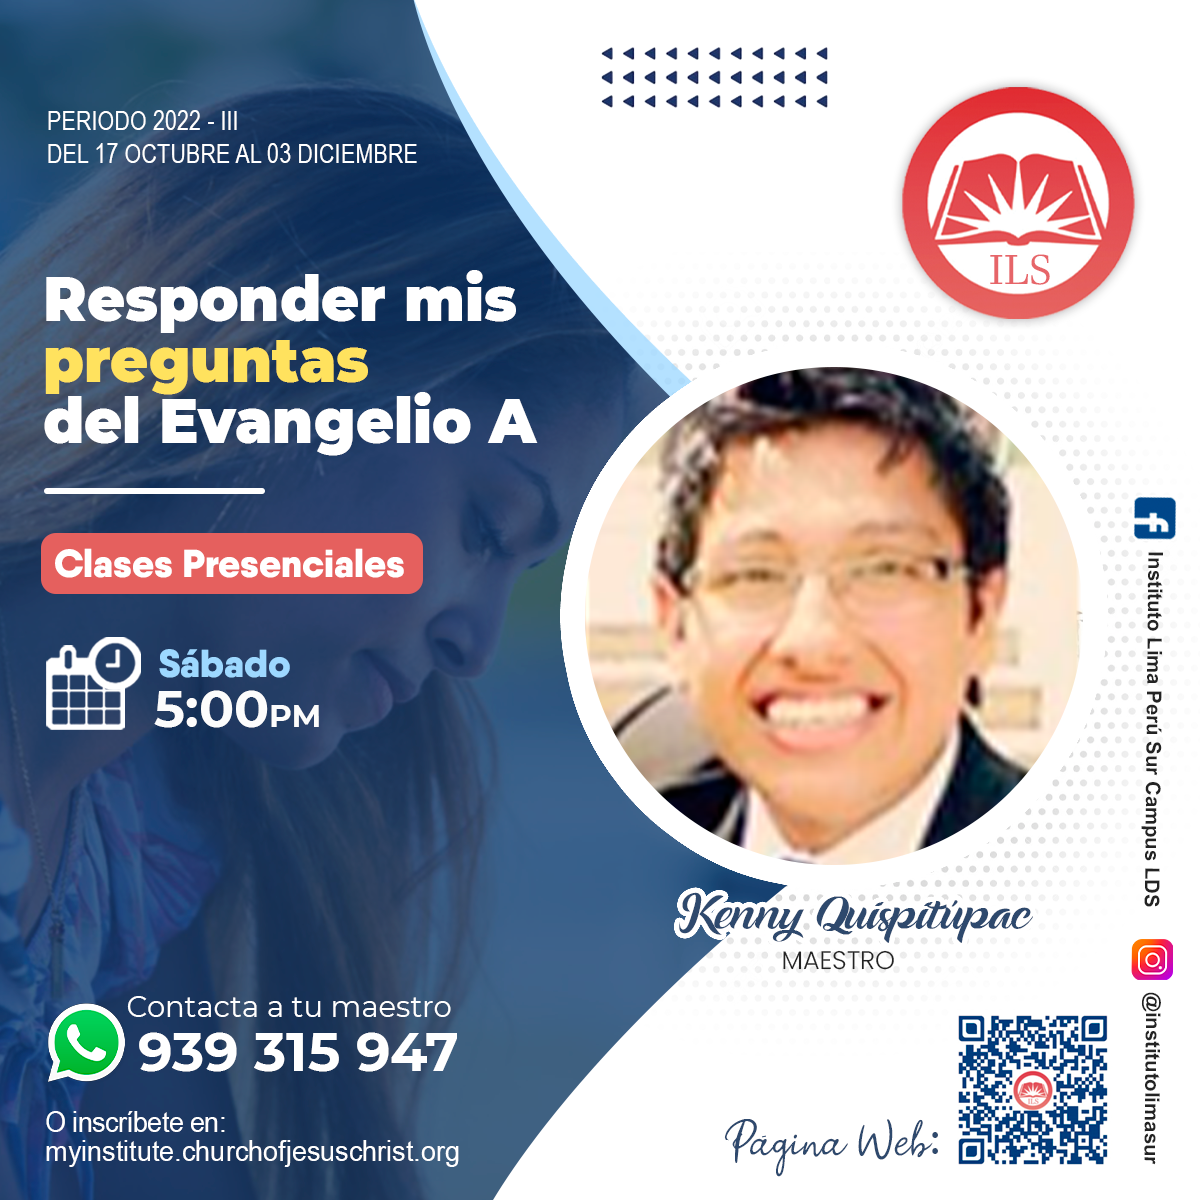 PERIODO 2022 - III
DEL 17 OCTUBRE AL 03 DICIEMBRE
ILS
Responder mis
preguntas
del Evangelio A
Clases Presenciales
Sábado
5:00PM
Kenny Quispitúpac
MAESTRO
Contacta a tu maestro
939 315 947
O inscríbete en:
myinstitute.churchofjesuschrist.org
Página Web:
ILS
Instituto Lima Perú Sur Campus LDS
@institutolimasur